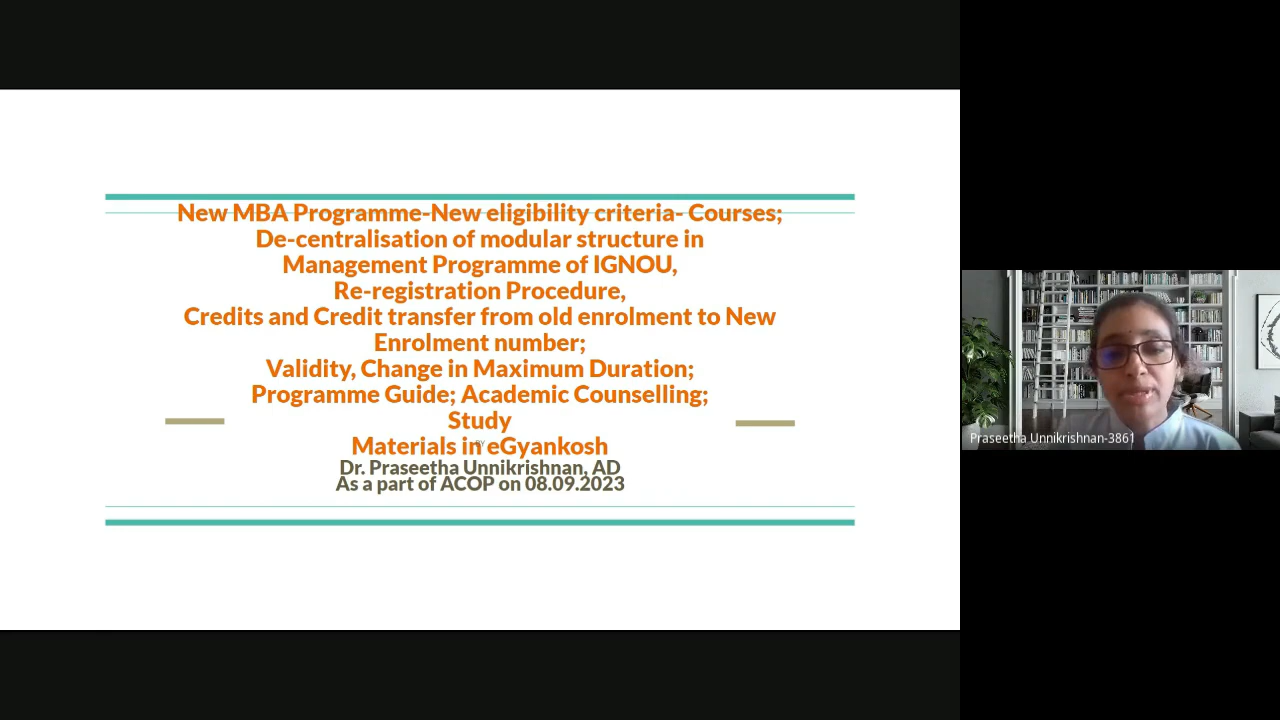 New MBA Programme-New eligibility criteria- Courses;
De-centralisation of modular structure in
Management Programme of IGNOU,
Re-registration Procedure,
Credits and Credit transfer from old enrolment to New
Enrolment number;
Validity, Change in Maximum Duration;
Programme Guide; Academic Counselling;
Study
Materials in eGyankosh
BY
Dr. Praseetha Unnikrishnan, AD
As a part of ACOP on 08.09.2023
Praseetha Unnikrishnan-3861